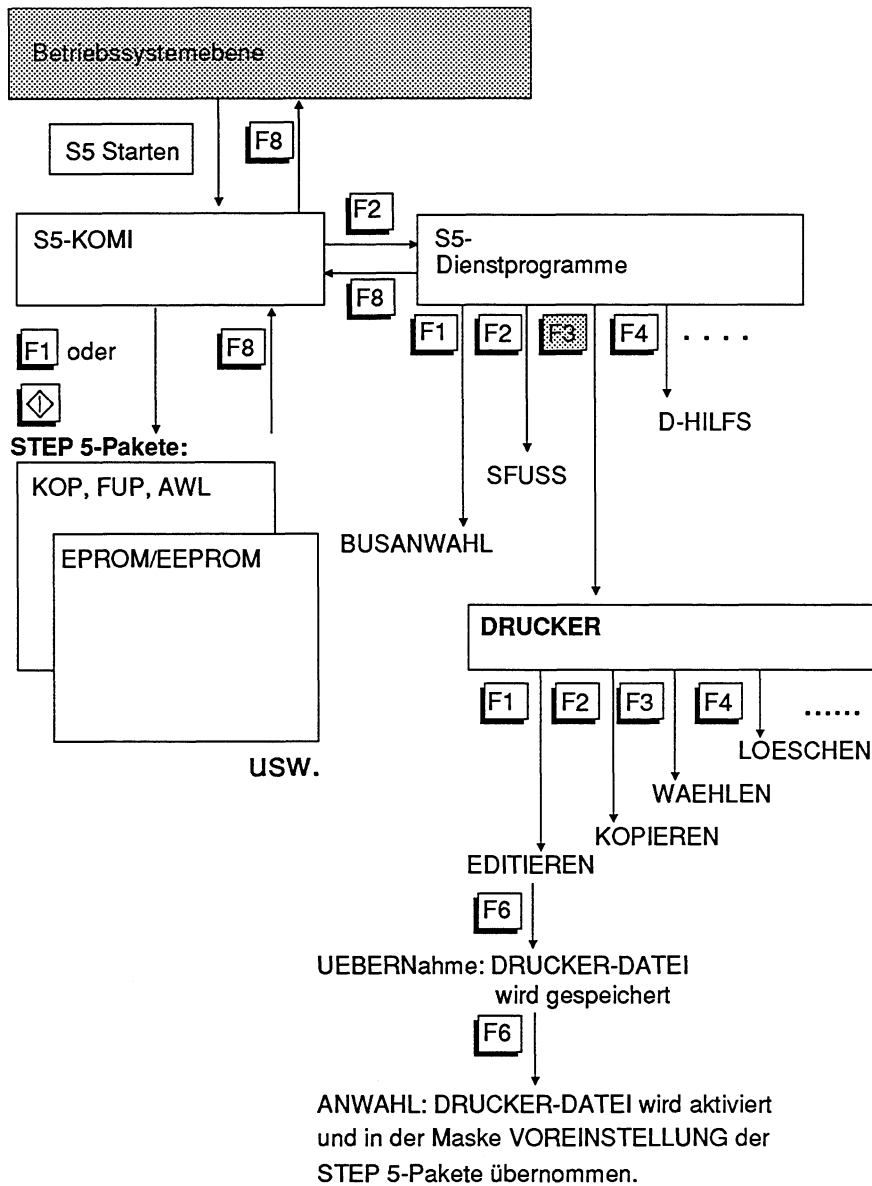 Betriebssystemebene
S5 Starten
F8
F2
S5-KOMI
S5-
Dienstprogramme
F8
F1 oder
F8
F1
F2
F3
F4
. . . .
D-HILFS
STEP 5-Pakete:
KOP, FUP, AWL
SFUSS
BUSANWAHL
EPROM/EEPROM
DRUCKER
F1
F2
F3
F4
......
usw.
LOESCHEN
WAEHLEN
KOPIEREN
EDITIEREN
F6
UEBERNahme: DRUCKER-DATEI
wird gespeichert
F6
ANWAHL: DRUCKER-DATEI wird aktiviert
und in der Maske VOREINSTELLUNG der
STEP 5-Pakete übernommen.